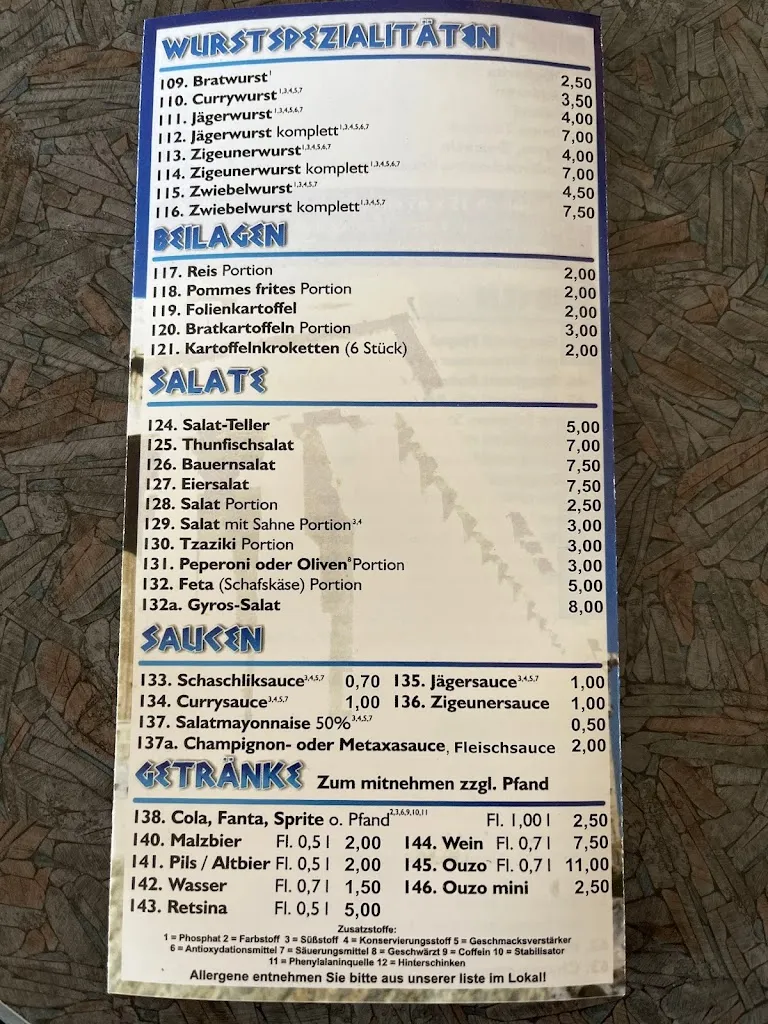 WURSTSPEZIALITÄTEN
109. Bratwurst¹ 2,50
110. Currywurst¹,³,⁴,⁵,⁷ 3,50
111. Jägerwurst¹,³,⁴,⁵,⁶,⁷ 4,00
112. Jägerwurst komplett¹,³,⁴,⁵,⁶,⁷ 7,00
113. Zigeunerwurst¹,³,⁴,⁵,⁶,⁷ 4,00
114. Zigeunerwurst komplett¹,³,⁴,⁵,⁶,⁷ 7,00
115. Zwiebelwurst¹,³,⁴,⁵,⁷ 4,50
116. Zwiebelwurst komplett¹,³,⁴,⁵,⁷ 7,50
BEILAGEN
117. Reis Portion 2,00
118. Pommes frites Portion 2,00
119. Folienkartoffel 2,00
120. Bratkartoffeln Portion 3,00
121. Kartoffelnkroketten (6 Stück) 2,00
SALATE
124. Salat-Teller 5,00
125. Thunfischsalat 7,00
126. Bauernsalat 7,50
127. Eiersalat 7,50
128. Salat Portion 2,50
129. Salat mit Sahne Portion³,⁴ 3,00
130. Tzaziki Portion 3,00
131. Peperoni oder Oliven⁸Portion 3,00
132. Feta (Schafskäse) Portion 5,00
132a. Gyros-Salat 8,00
SAUCEN
133. Schaschliksauce³,⁴,⁵,⁷ 0,70 135. Jägersauce³,⁴,⁵,⁷ 1,00
134. Currysauce³,⁴,⁵,⁷ 1,00 136. Zigeunersauce 1,00
137. Salatmayonnaise 50%³,⁴,⁵,⁷ 0,50
137a. Champignon- oder Metaxasauce, Fleischsauce 2,00
GETRÄNKE Zum mitnehmen zzgl. Pfand
138. Cola, Fanta, Sprite o. Pfand²,³,⁶,⁹,¹⁰,¹¹ Fl. 1,00 l 2,50
140. Malzbier Fl. 0,5 l 2,00 144. Wein Fl. 0,7 l 7,50
141. Pils / Altbier Fl. 0,5 l 2,00 145. Ouzo Fl. 0,7 l 11,00
142. Wasser Fl. 0,7 l 1,50 146. Ouzo mini 2,50
143. Retsina Fl. 0,5 l 5,00
Zusatzstoffe:
1 = Phosphat 2 = Farbstoff 3 = Süßstoff 4 = Konservierungsstoff 5 = Geschmacksverstärker
6 = Antioxydationsmittel 7 = Säuerungsmittel 8 = Geschwärzt 9 = Coffein 10 = Stabilisator
11 = Phenylalaninquelle 12 = Hinterschinken
Allergene entnehmen Sie bitte aus unserer liste im Lokal!